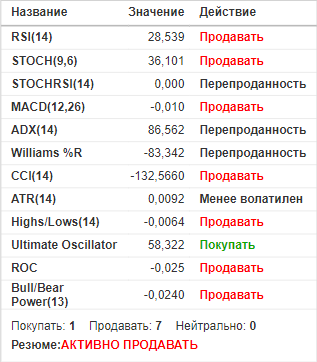 Название Значение Действие
RSI(14) 28,539 Продавать
STOCH(9,6) 36,101 Продавать
STOCHRSI(14) 0,000 Перепроданность
MACD(12,26) -0,010 Продавать
ADX(14) 86,562 Перепроданность
Williams %R -83,342 Перепроданность
CCI(14) -132,5660 Продавать
ATR(14) 0,0092 Менее волатилен
Highs/Lows(14) -0,0064 Продавать
Ultimate Oscillator 58,322 Покупать
ROC -0,025 Продавать
Bull/Bear
Power(13) -0,0240 Продавать
Покупать: 1 Продавать: 7 Нейтрально: 0
Резюме:АКТИВНО ПРОДАВАТЬ